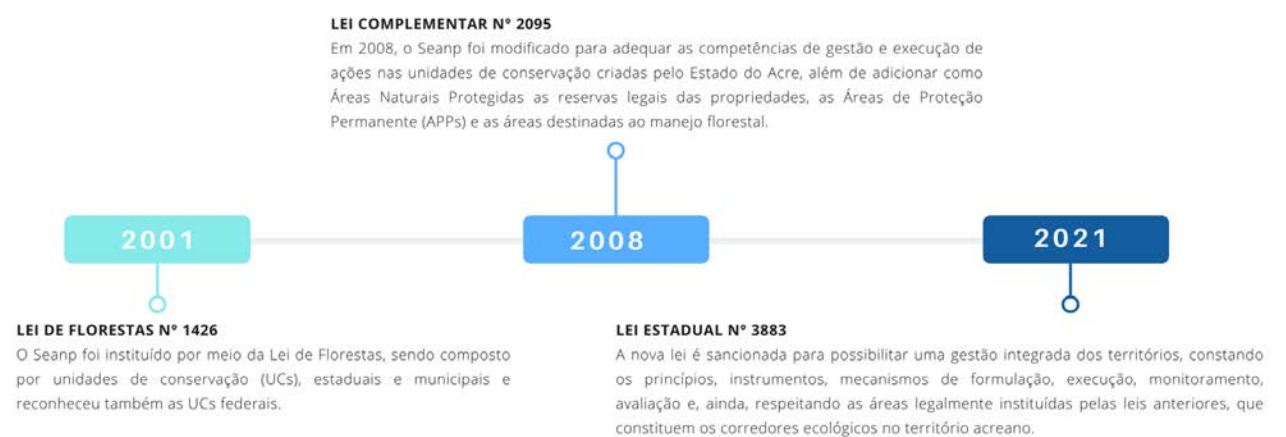 LEI COMPLEMENTAR N° 2095
Em 2008, o Seanp foi modificado para adequar as competências de gestão e execução de
ações nas unidades de conservação criadas pelo Estado do Acre, além de adicionar como
Áreas Naturais Protegidas as reservas legais das propriedades, as Áreas de Proteção
Permanente (APPs) e as áreas destinadas ao manejo florestal.
2001
2008
2021
LEI DE FLORESTAS N° 1426
O Seanp foi instituído por meio da Lei de Florestas, sendo composto
por unidades de conservação (UCs), estaduais e municipais e
reconheceu também as UCs federais.
LEI ESTADUAL N° 3883
A nova lei é sancionada para possibilitar uma gestão integrada dos territórios, constando
os princípios, instrumentos, mecanismos de formulação, execução, monitoramento,
avaliação e, ainda, respeitando as áreas legalmente instituídas pelas leis anteriores, que
constituem os corredores ecológicos no território acreano.